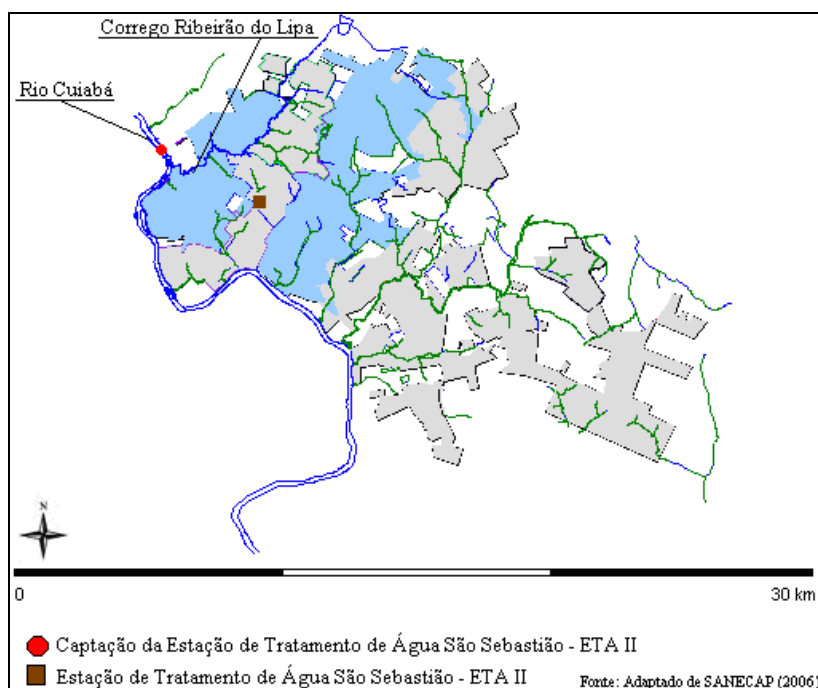 Corrego Ribeirão do Lipa
Rio Cuiabá
N
0 30 km
Captação da Estação de Tratamento de Água São Sebastião - ETA II
Estação de Tratamento de Água São Sebastião - ETA II
Fonte: Adaptado de SANECAP (2006)